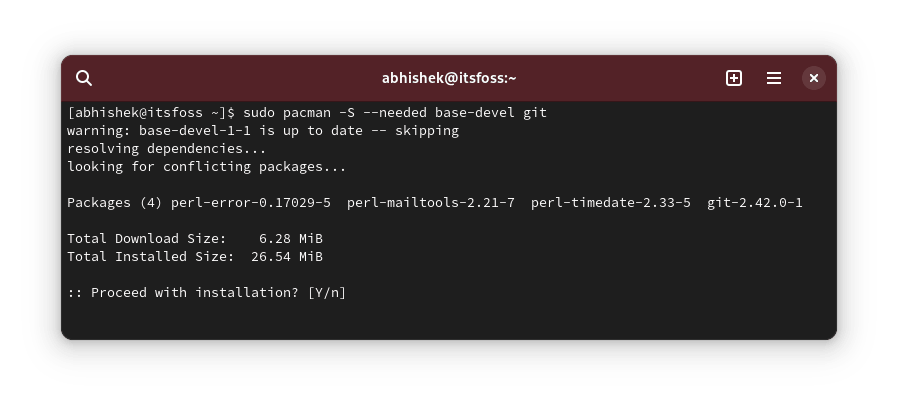 abhishek@itsfoss:~
[abhishek@itsfoss ~]$ sudo pacman -S --needed base-devel git
warning: base-devel-1-1 is up to date -- skipping
resolving dependencies...
looking for conflicting packages...
Packages (4) perl-error-0.17029-5  perl-mailtools-2.21-7  perl-timedate-2.33-5  git-2.42.0-1
Total Download Size:    6.28 MiB
Total Installed Size:  26.54 MiB
:: Proceed with installation? [Y/n]